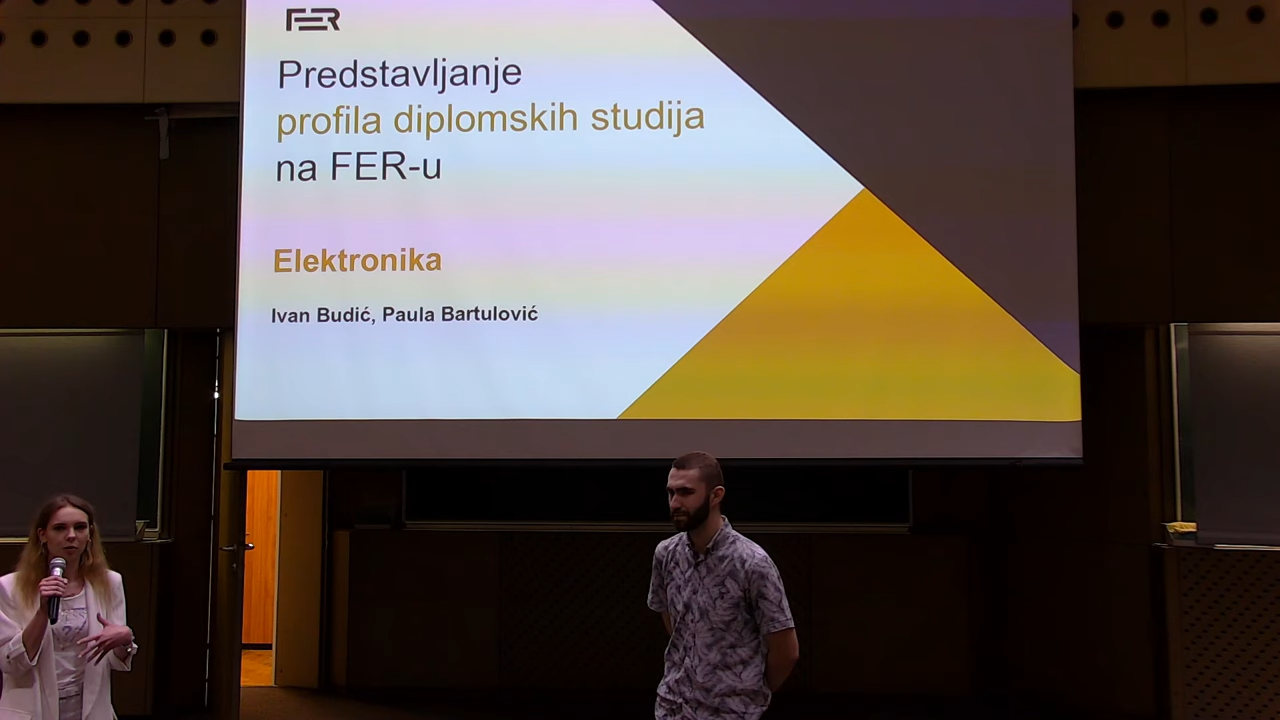 FER
Predstavljanje
profila diplomskih studija
na FER-u
Elektronika
Ivan Budić, Paula Bartulović